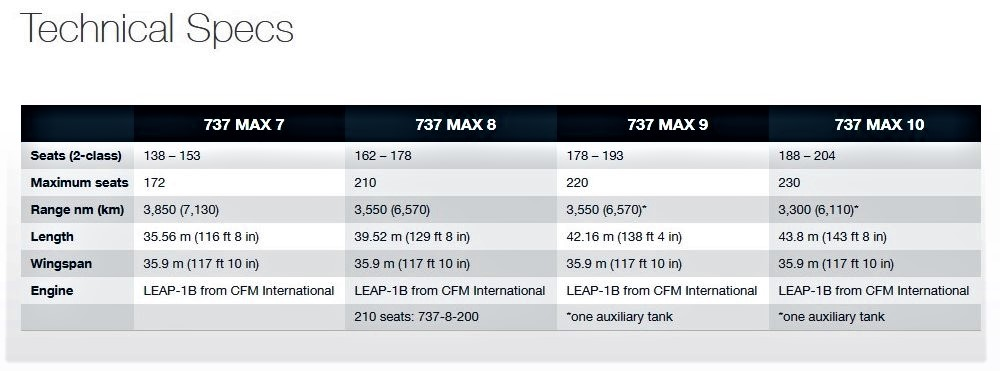 Technical Specs
737 MAX 7 737 MAX 8 737 MAX 9 737 MAX 10
Seats (2-class) 138 – 153 162 – 178 178 – 193 188 – 204
Maximum seats 172 210 220 230
Range nm (km) 3,850 (7,130) 3,550 (6,570) 3,550 (6,570)* 3,300 (6,110)*
Length 35.56 m (116 ft 8 in) 39.52 m (129 ft 8 in) 42.16 m (138 ft 4 in) 43.8 m (143 ft 8 in)
Wingspan 35.9 m (117 ft 10 in) 35.9 m (117 ft 10 in) 35.9 m (117 ft 10 in) 35.9 m (117 ft 10 in)
Engine LEAP-1B from CFM International LEAP-1B from CFM International LEAP-1B from CFM International LEAP-1B from CFM International
210 seats: 737-8-200 *one auxiliary tank *one auxiliary tank